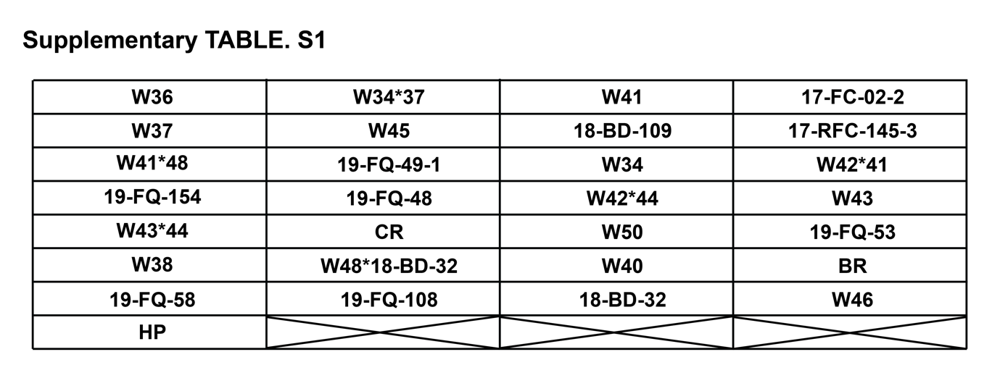 Supplementary TABLE. S1
W36 W34*37 W41 17-FC-02-2
W37 W45 18-BD-109 17-RFC-145-3
W41*48 19-FQ-49-1 W34 W42*41
19-FQ-154 19-FQ-48 W42*44 W43
W43*44 CR W50 19-FQ-53
W38 W48*18-BD-32 W40 BR
19-FQ-58 19-FQ-108 18-BD-32 W46
HP